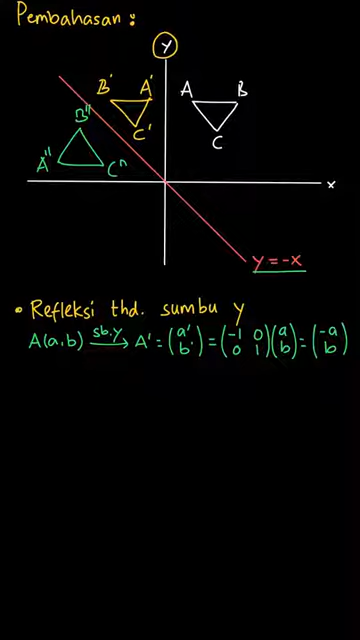 Pembahasan:
Y
B' A' A B
C' C
B"
A" C"
x
y = -x
• Refleksi thd. sumbu y
A(a,b) sb.y → A' = (a' b') = (-1 0 0 1)(a b) = (-a b)